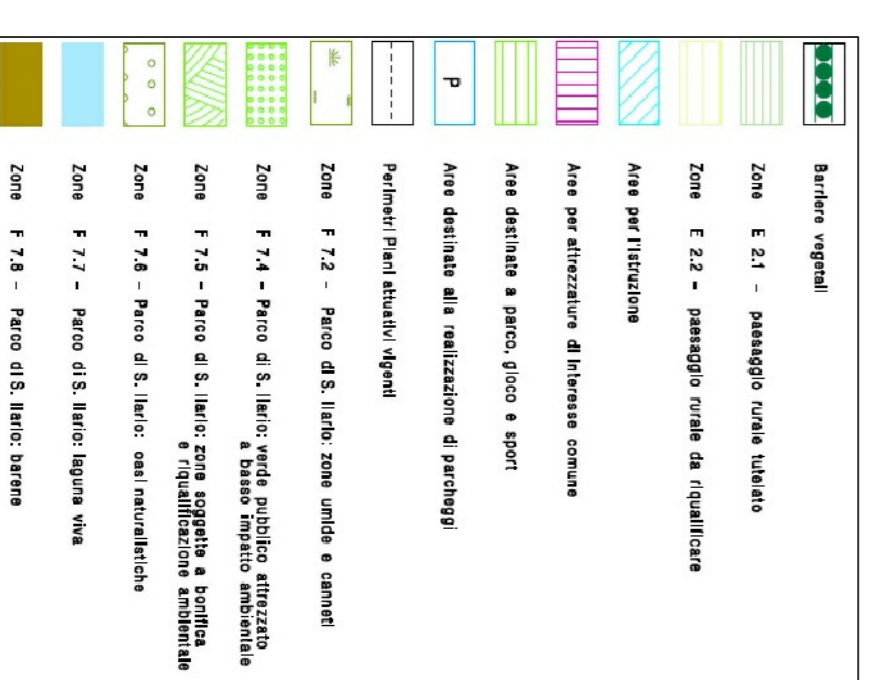 Barriere vegetali
Zone E 2.1 - paesaggio rurale tutelato
Zone E 2.2 - paesaggio rurale da riqualificare
Aree per l'istruzione
Aree per attrezzature di interesse comune
Aree destinate a parco, gioco e sport
P Aree destinate alla realizzazione di parcheggi
Perimetri Piani attuativi vigenti
Zone F 7.2 - Parco di S. Ilario: zone umide e canneti
Zone F 7.4 - Parco di S. Ilario: verde pubblico attrezzato
a basso impatto ambientale
Zone F 7.5 - Parco di S. Ilario: zone soggette a bonifica
e riqualificazione ambientale
Zone F 7.6 - Parco di S. Ilario: oasi naturalistiche
Zone F 7.7 - Parco di S. Ilario: laguna viva
Zone F 7.8 - Parco di S. Ilario: barene